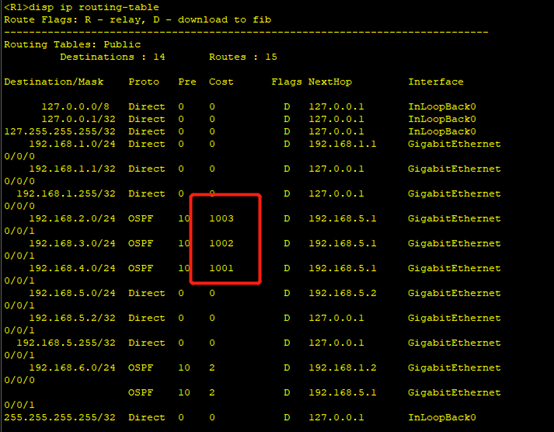 <R1>disp ip routing-table
Route Flags: R - relay, D - download to fib
------------------------------------------------------------------------------
Routing Tables: Public
         Destinations : 14       Routes : 15

Destination/Mask    Proto   Pre  Cost      Flags NextHop         Interface

      127.0.0.0/8   Direct  0    0           D   127.0.0.1       InLoopBack0
      127.0.0.1/32  Direct  0    0           D   127.0.0.1       InLoopBack0
127.255.255.255/32  Direct  0    0           D   127.0.0.1       InLoopBack0
    192.168.1.0/24  Direct  0    0           D   192.168.1.1     GigabitEthernet
0/0/0
    192.168.1.1/32  Direct  0    0           D   127.0.0.1       GigabitEthernet
0/0/0
  192.168.1.255/32  Direct  0    0           D   127.0.0.1       GigabitEthernet
0/0/0
    192.168.2.0/24  OSPF    10   1003        D   192.168.5.1     GigabitEthernet
0/0/1
    192.168.3.0/24  OSPF    10   1002        D   192.168.5.1     GigabitEthernet
0/0/1
    192.168.4.0/24  OSPF    10   1001        D   192.168.5.1     GigabitEthernet
0/0/1
    192.168.5.0/24  Direct  0    0           D   192.168.5.2     GigabitEthernet
0/0/1
    192.168.5.2/32  Direct  0    0           D   127.0.0.1       GigabitEthernet
0/0/1
  192.168.5.255/32  Direct  0    0           D   127.0.0.1       GigabitEthernet
0/0/1
    192.168.6.0/24  OSPF    10   2           D   192.168.1.2     GigabitEthernet
0/0/0
                    OSPF    10   2           D   192.168.5.1     GigabitEthernet
0/0/1
255.255.255.255/32  Direct  0    0           D   127.0.0.1       InLoopBack0